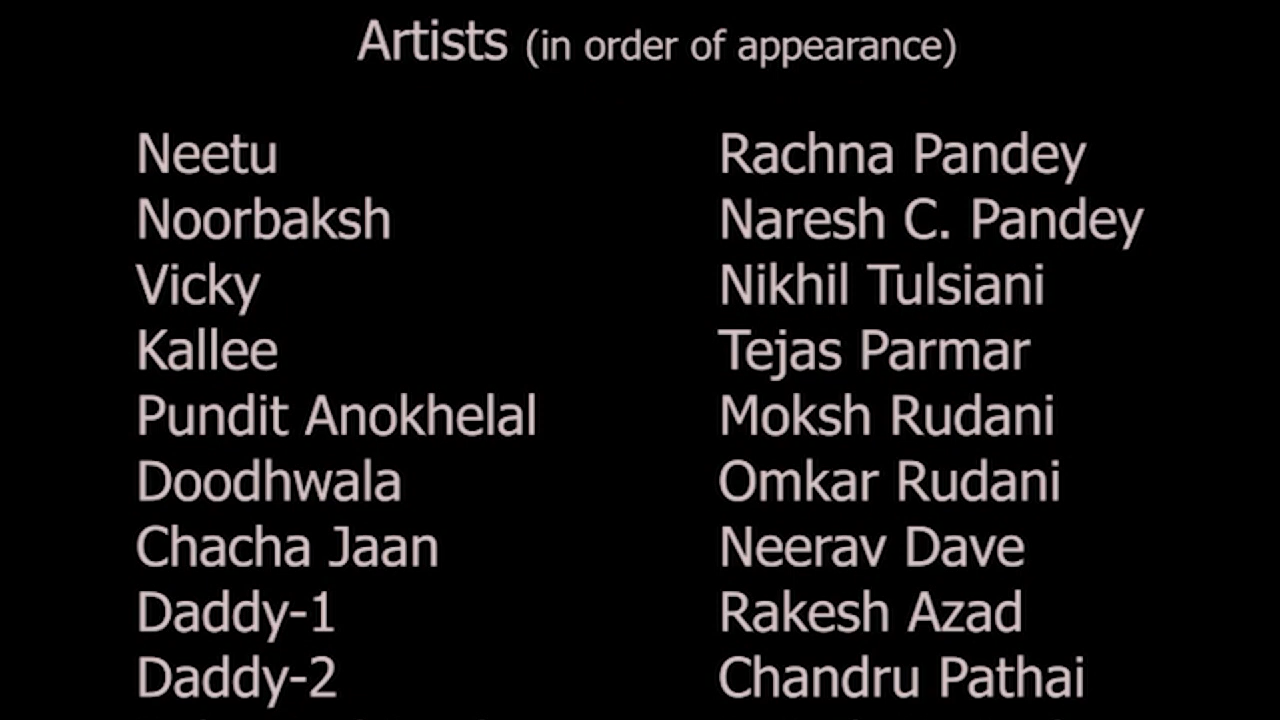 Artists (in order of appearance)
Neetu Rachna Pandey
Noorbaksh Naresh C. Pandey
Vicky Nikhil Tulsiani
Kallee Tejas Parmar
Pundit Anokhelal Moksh Rudani
Doodhwala Omkar Rudani
Chacha Jaan Neerav Dave
Daddy-1 Rakesh Azad
Daddy-2 Chandru Pathai